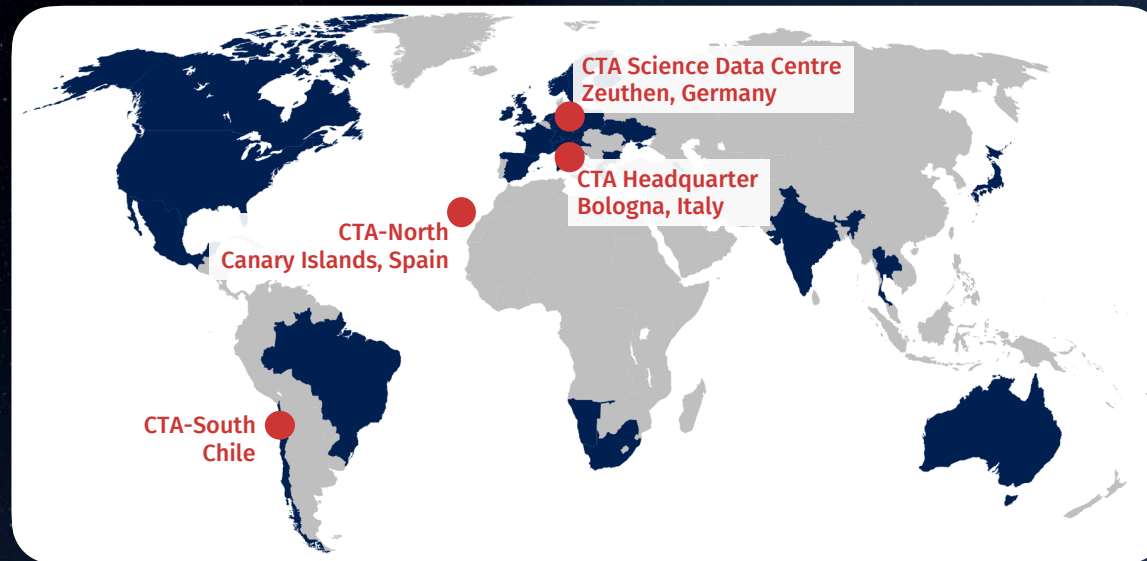 CTA Science Data Centre
Zeuthen, Germany
CTA Headquarter
Bologna, Italy
CTA-North
Canary Islands, Spain
CTA-South
Chile